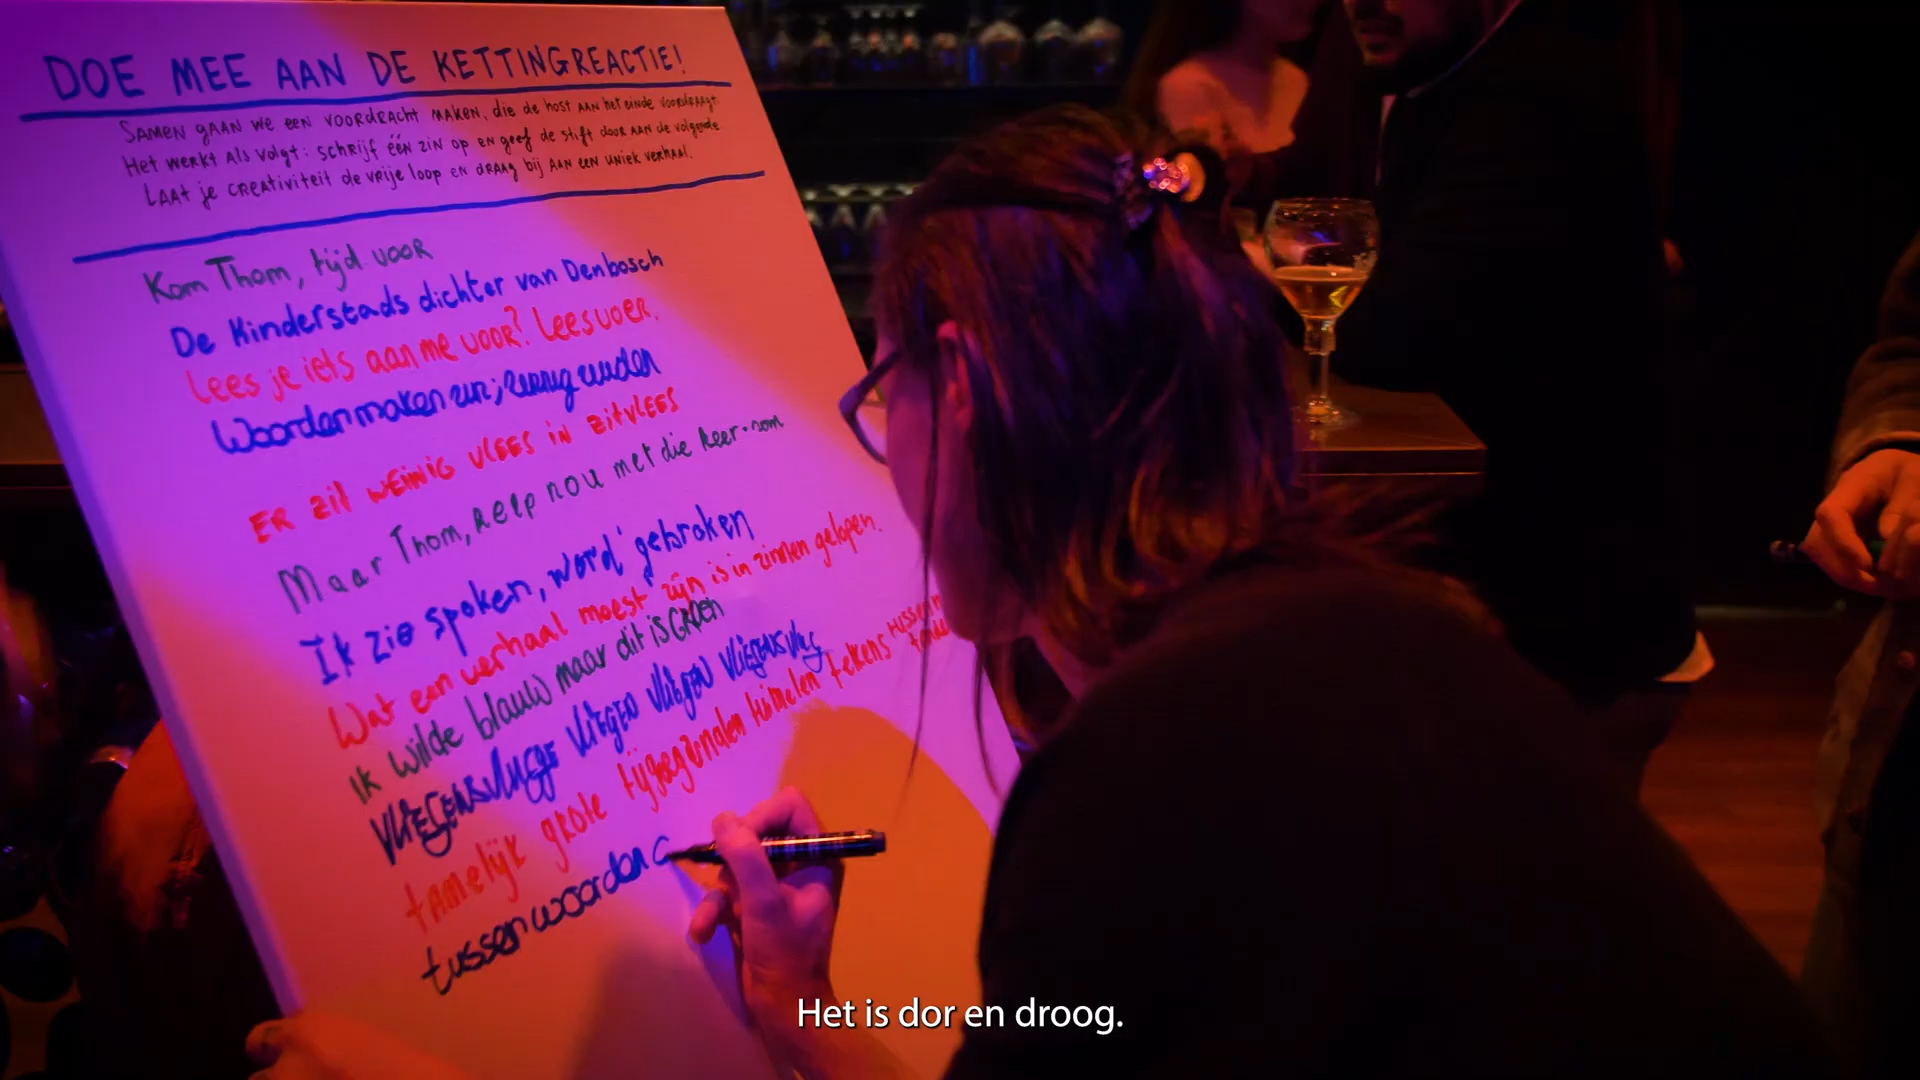 DOE MEE AAN DE KETTINGREACTIE!
SAMEN gaan we een voordracht maken, die de host aan het einde voordraagt.
Het werkt als volgt: schrijf één zin op en geef de stift door aan de volgende
Laat je creativiteit de vrije loop en draag bij aan een uniek verhaal.
Kom Thom, tijd voor
De Kinderstads dichter van Denbosch
Lees je iets aan me voor? Leesvoer.
Woorden maken
ER zit weinig vlees in zitvlees
Maar Thom, help nou met die
Ik zie spoken, word gebroken
Wat een verhaal moest zijn is in zinnen gelopen.
Ik wilde blauw maar dit is GROEN
vliegensvlugge vliegen vliegen vliegensvlug
tamelijk grote himelen tekens tussen
tussen woorden
Het is dor en droog.